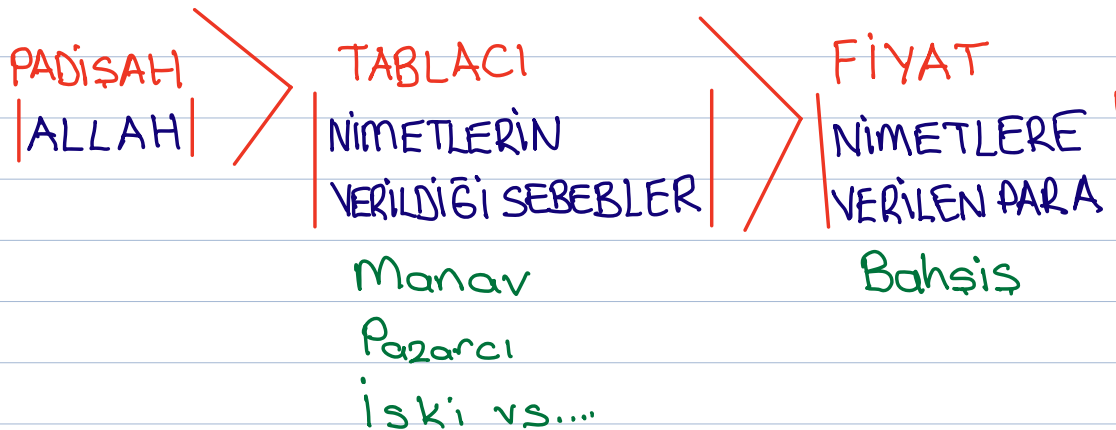 PADİŞAH
|ALLAH|
TABLACI
NİMETLERİN
VERİLDİĞİ SEBEBLER
Manav
Pazarcı
İski vs....
FİYAT
NİMETLERE
VERİLEN PARA
Bahşiş